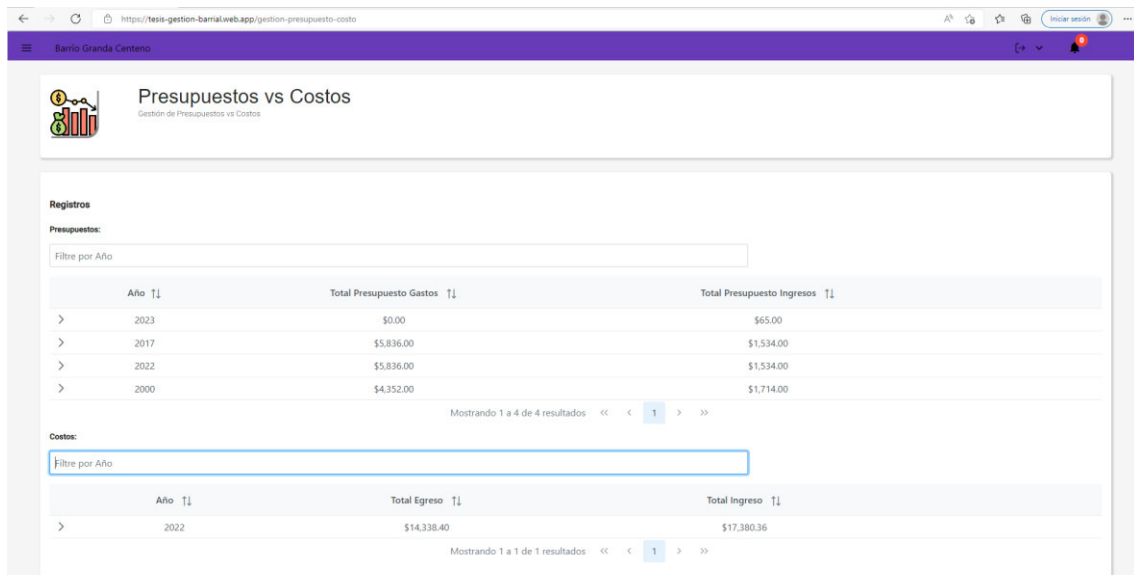 https://tesis-gestion-barrial.web.app/gestion-presupuesto-costo
Iniciar sesión
Barrio Granda Centeno
0
Presupuestos vs Costos
Gestión de Presupuestos vs Costos
Registros
Presupuestos:
Filtre por Año
Año Total Presupuesto Gastos Total Presupuesto Ingresos
2023 $0.00 $65.00
2017 $5,836.00 $1,534.00
2022 $5,836.00 $1,534.00
2000 $4,352.00 $1,714.00
Mostrando 1 a 4 de 4 resultados << < 1 > >>
Costos:
Filtre por Año
Año Total Egreso Total Ingreso
2022 $14,338.40 $17,380.36
Mostrando 1 a 1 de 1 resultados << < 1 > >>